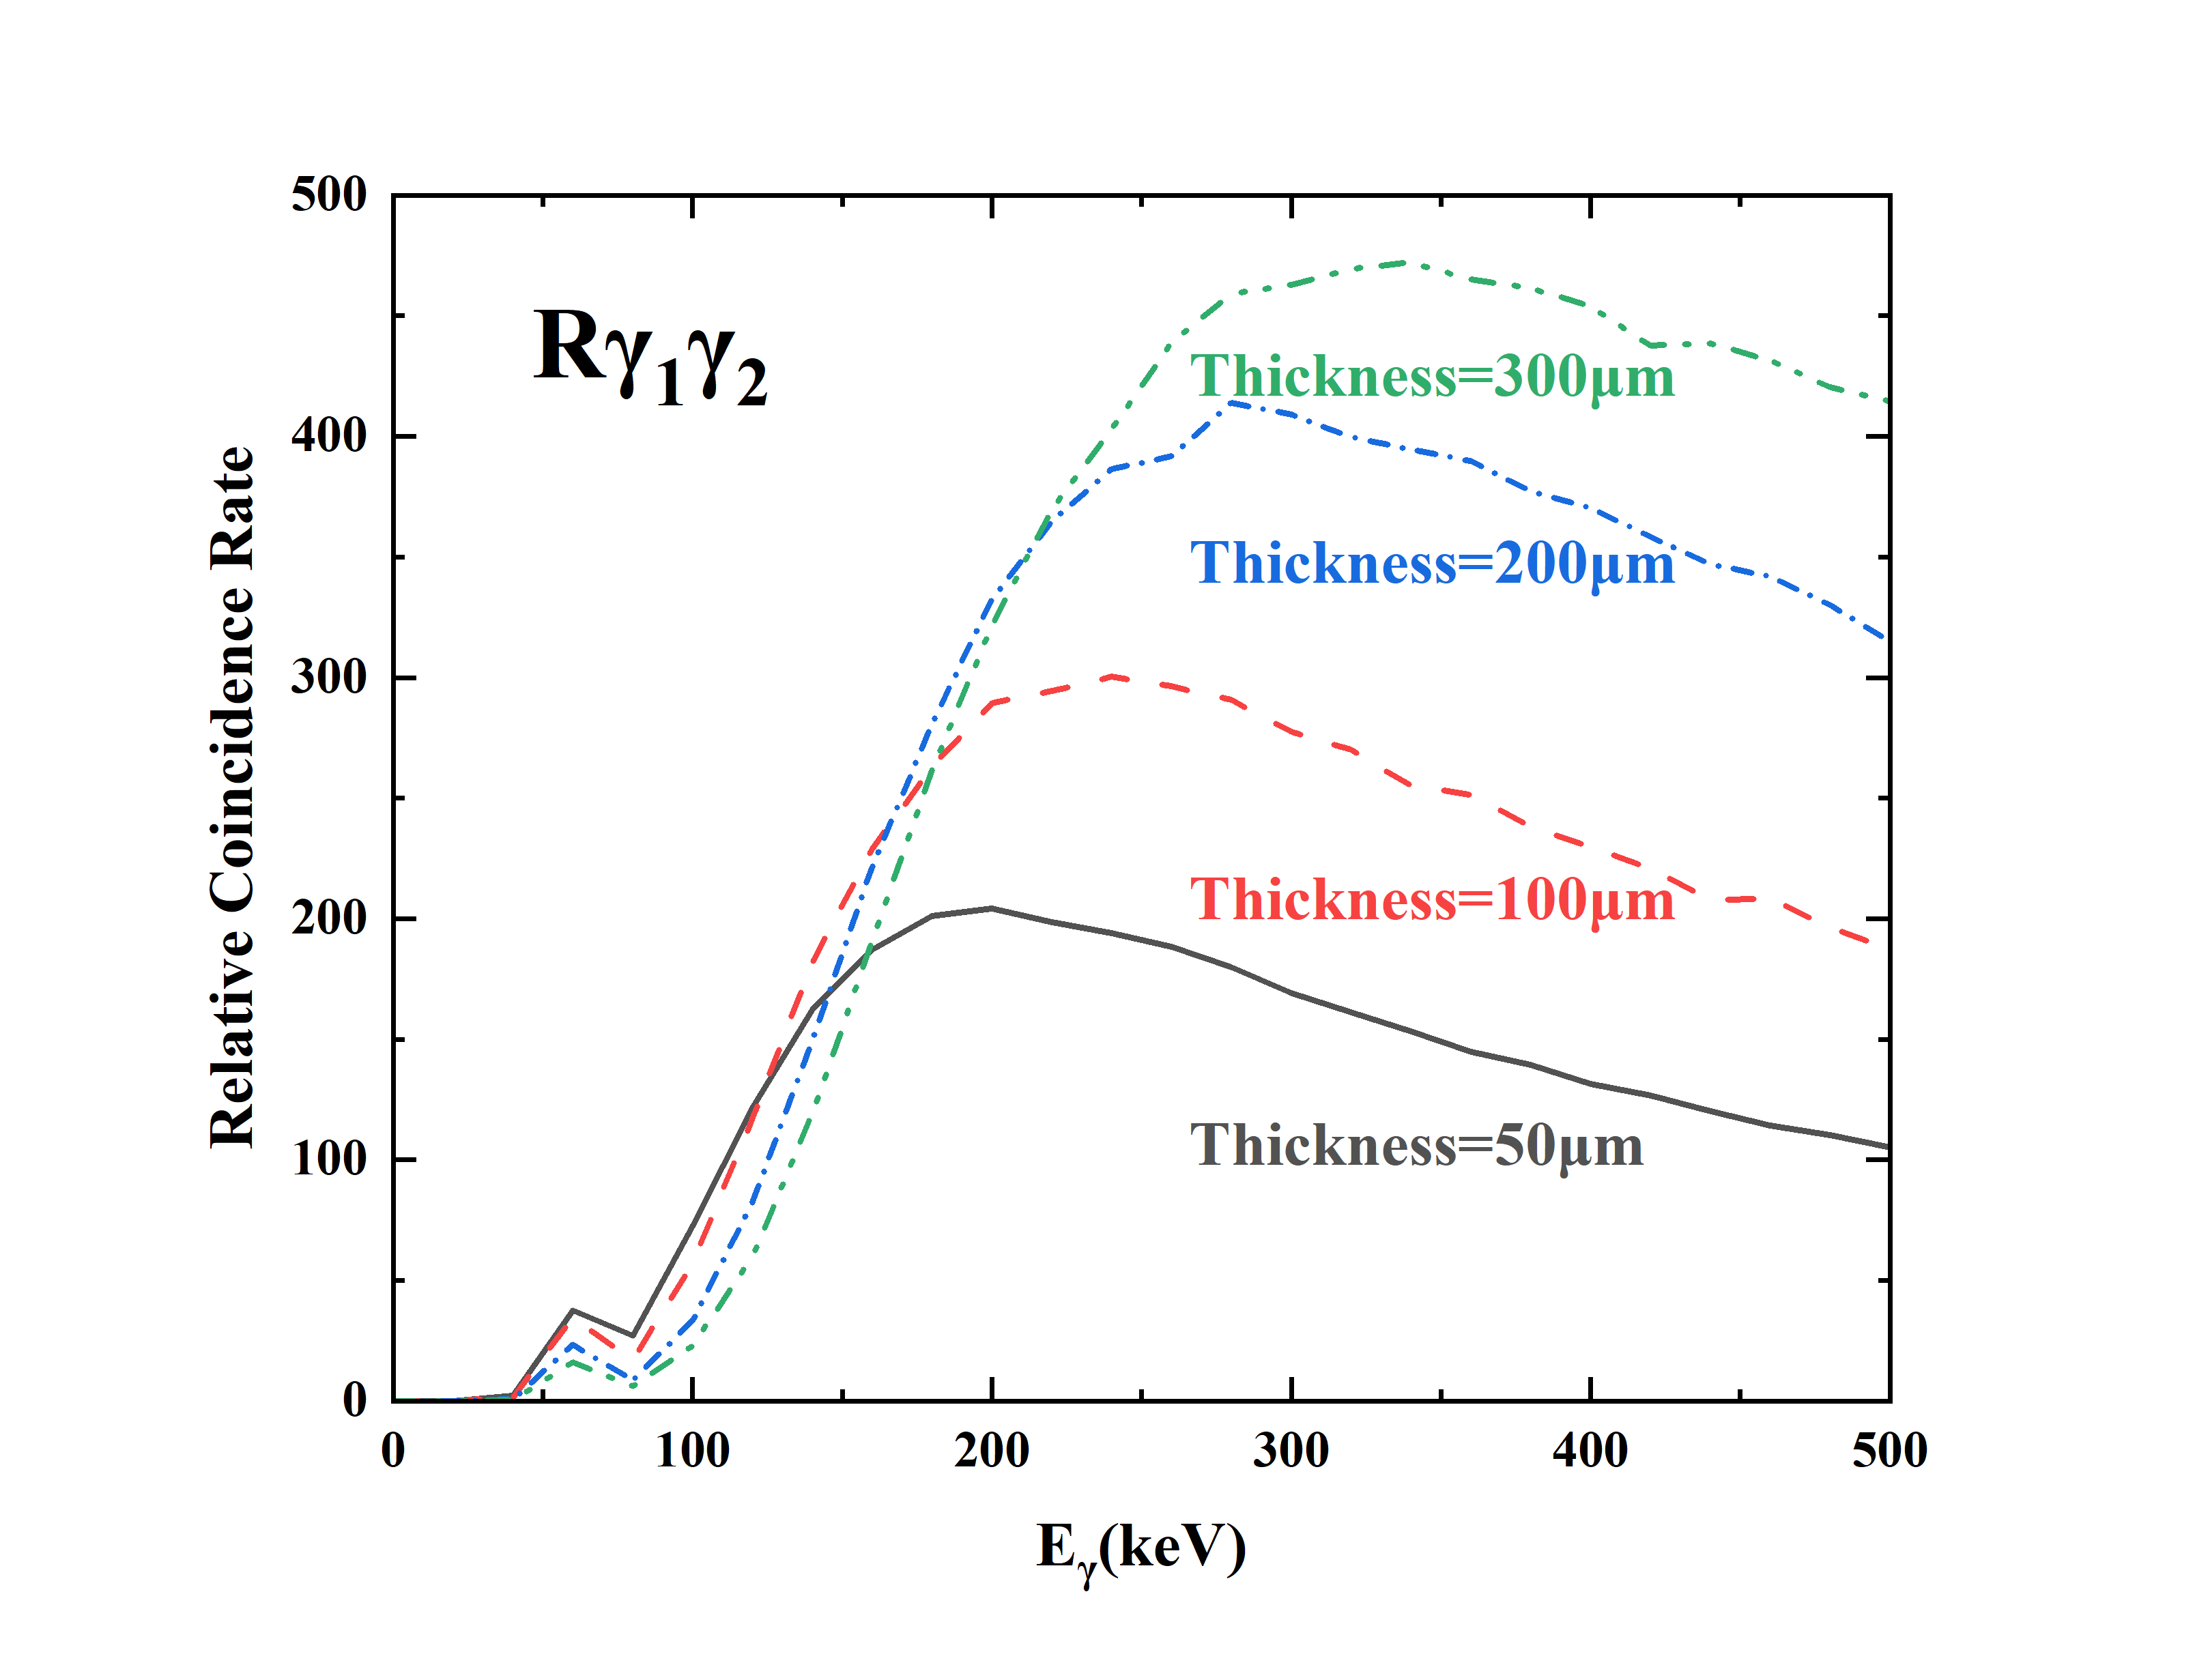 500
400
300
200
100
0
Relative Coincidence Rate
Rγ₁γ₂
Thickness=300μm
Thickness=200μm
Thickness=100μm
Thickness=50μm
0 100 200 300 400 500
Eᵧ(keV)